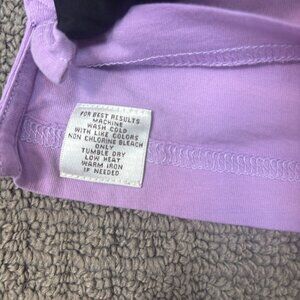 FOR BEST RESULTS
MACHINE
WASH COLD
WITH LIKE COLORS
NON CHLORINE BLEACH
ONLY
TUMBLE DRY
LOW HEAT
WARM IRON
IF NEEDED